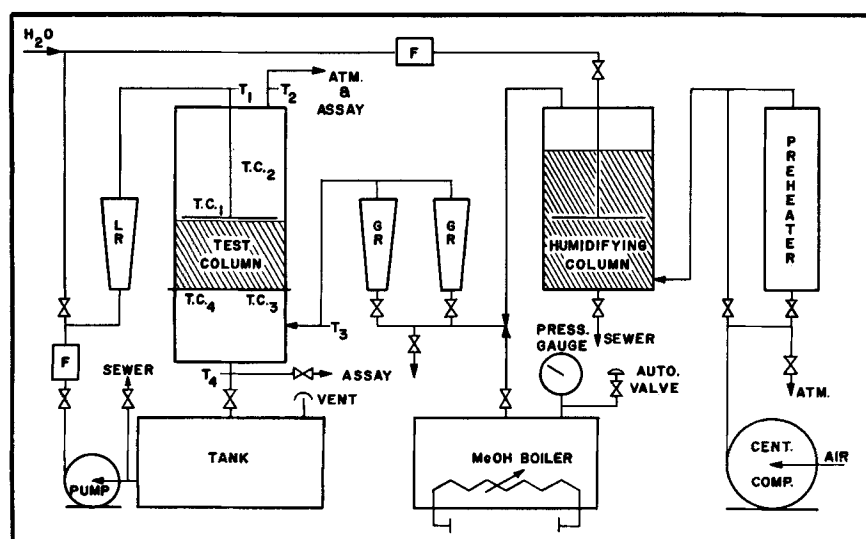 H2O
F
T1
T2
ATM.
&
ASSAY
T.C.2
T.C.1
LR
TEST
COLUMN
T.C.4
T.C.3
T3
GR
GR
HUMIDIFYING
COLUMN
PREHEATER
SEWER
PRESS.
GAUGE
AUTO.
VALVE
ATM.
F
SEWER
T4
ASSAY
VENT
PUMP
TANK
MeOH BOILER
CENT.
COMP.
AIR